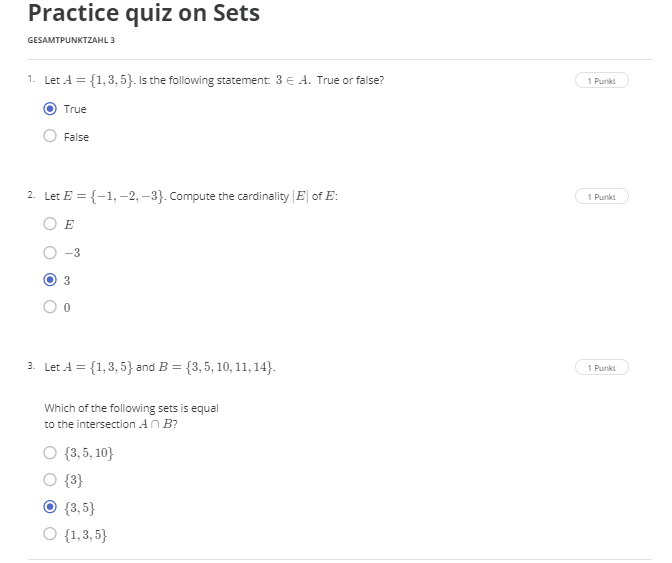 Practice quiz on Sets
GESAMTPUNKTZAHL 3
1. Let A = {1, 3, 5}. Is the following statement: 3 ∈ A. True or false?
1 Punkt
True
False
2. Let E = {−1, −2, −3}. Compute the cardinality |E| of E:
1 Punkt
E
−3
3
0
3. Let A = {1, 3, 5} and B = {3, 5, 10, 11, 14}.
1 Punkt
Which of the following sets is equal
to the intersection A ∩ B?
{3, 5, 10}
{3}
{3, 5}
{1, 3, 5}